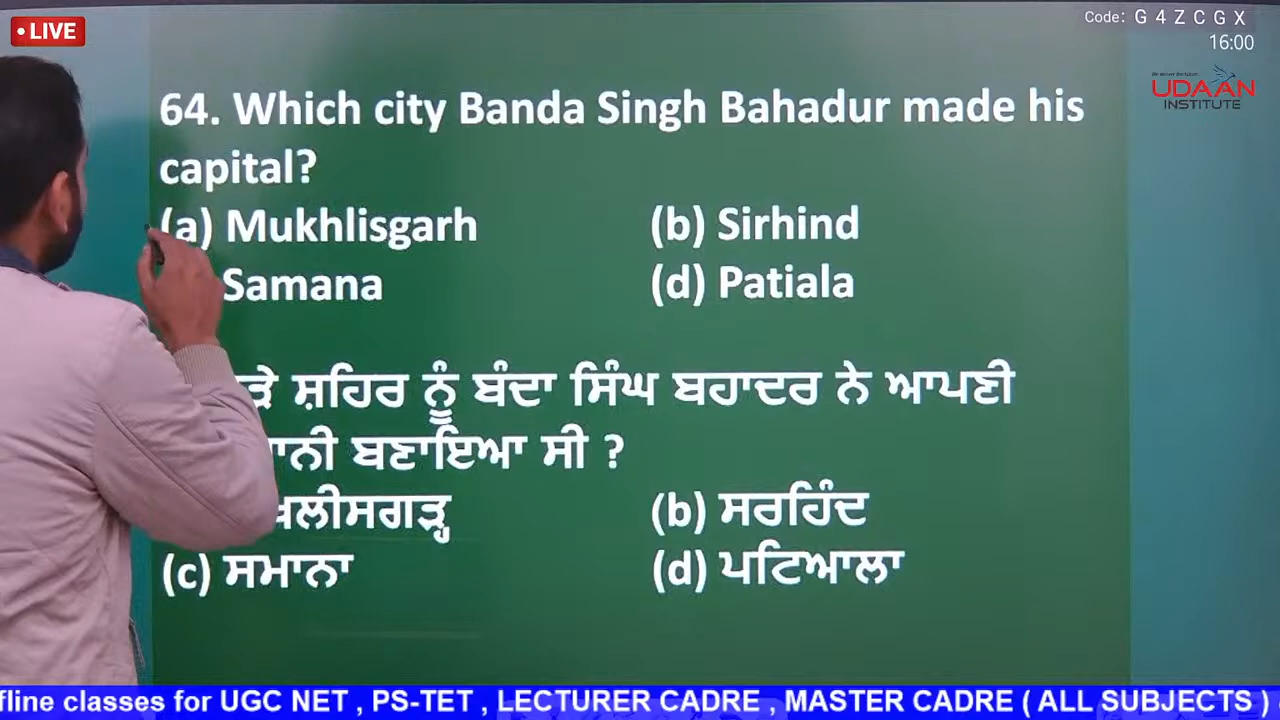 • LIVE
Code: G 4 Z C G X
16:00
UDAAN
INSTITUTE
64. Which city Banda Singh Bahadur made his
capital?
(a) Mukhlisgarh (b) Sirhind
Samana (d) Patiala
ਸ਼ਹਿਰ ਨੂੰ ਬੰਦਾ ਸਿੰਘ ਬਹਾਦਰ ਨੇ ਆਪਣੀ
ਬਣਾਇਆ ਸੀ ?
(b) ਸਰਹਿੰਦ
(c) ਸਮਾਨਾ (d) ਪਟਿਆਲਾ
classes for UGC NET , PS-TET , LECTURER CADRE , MASTER CADRE ( ALL SUBJECTS )